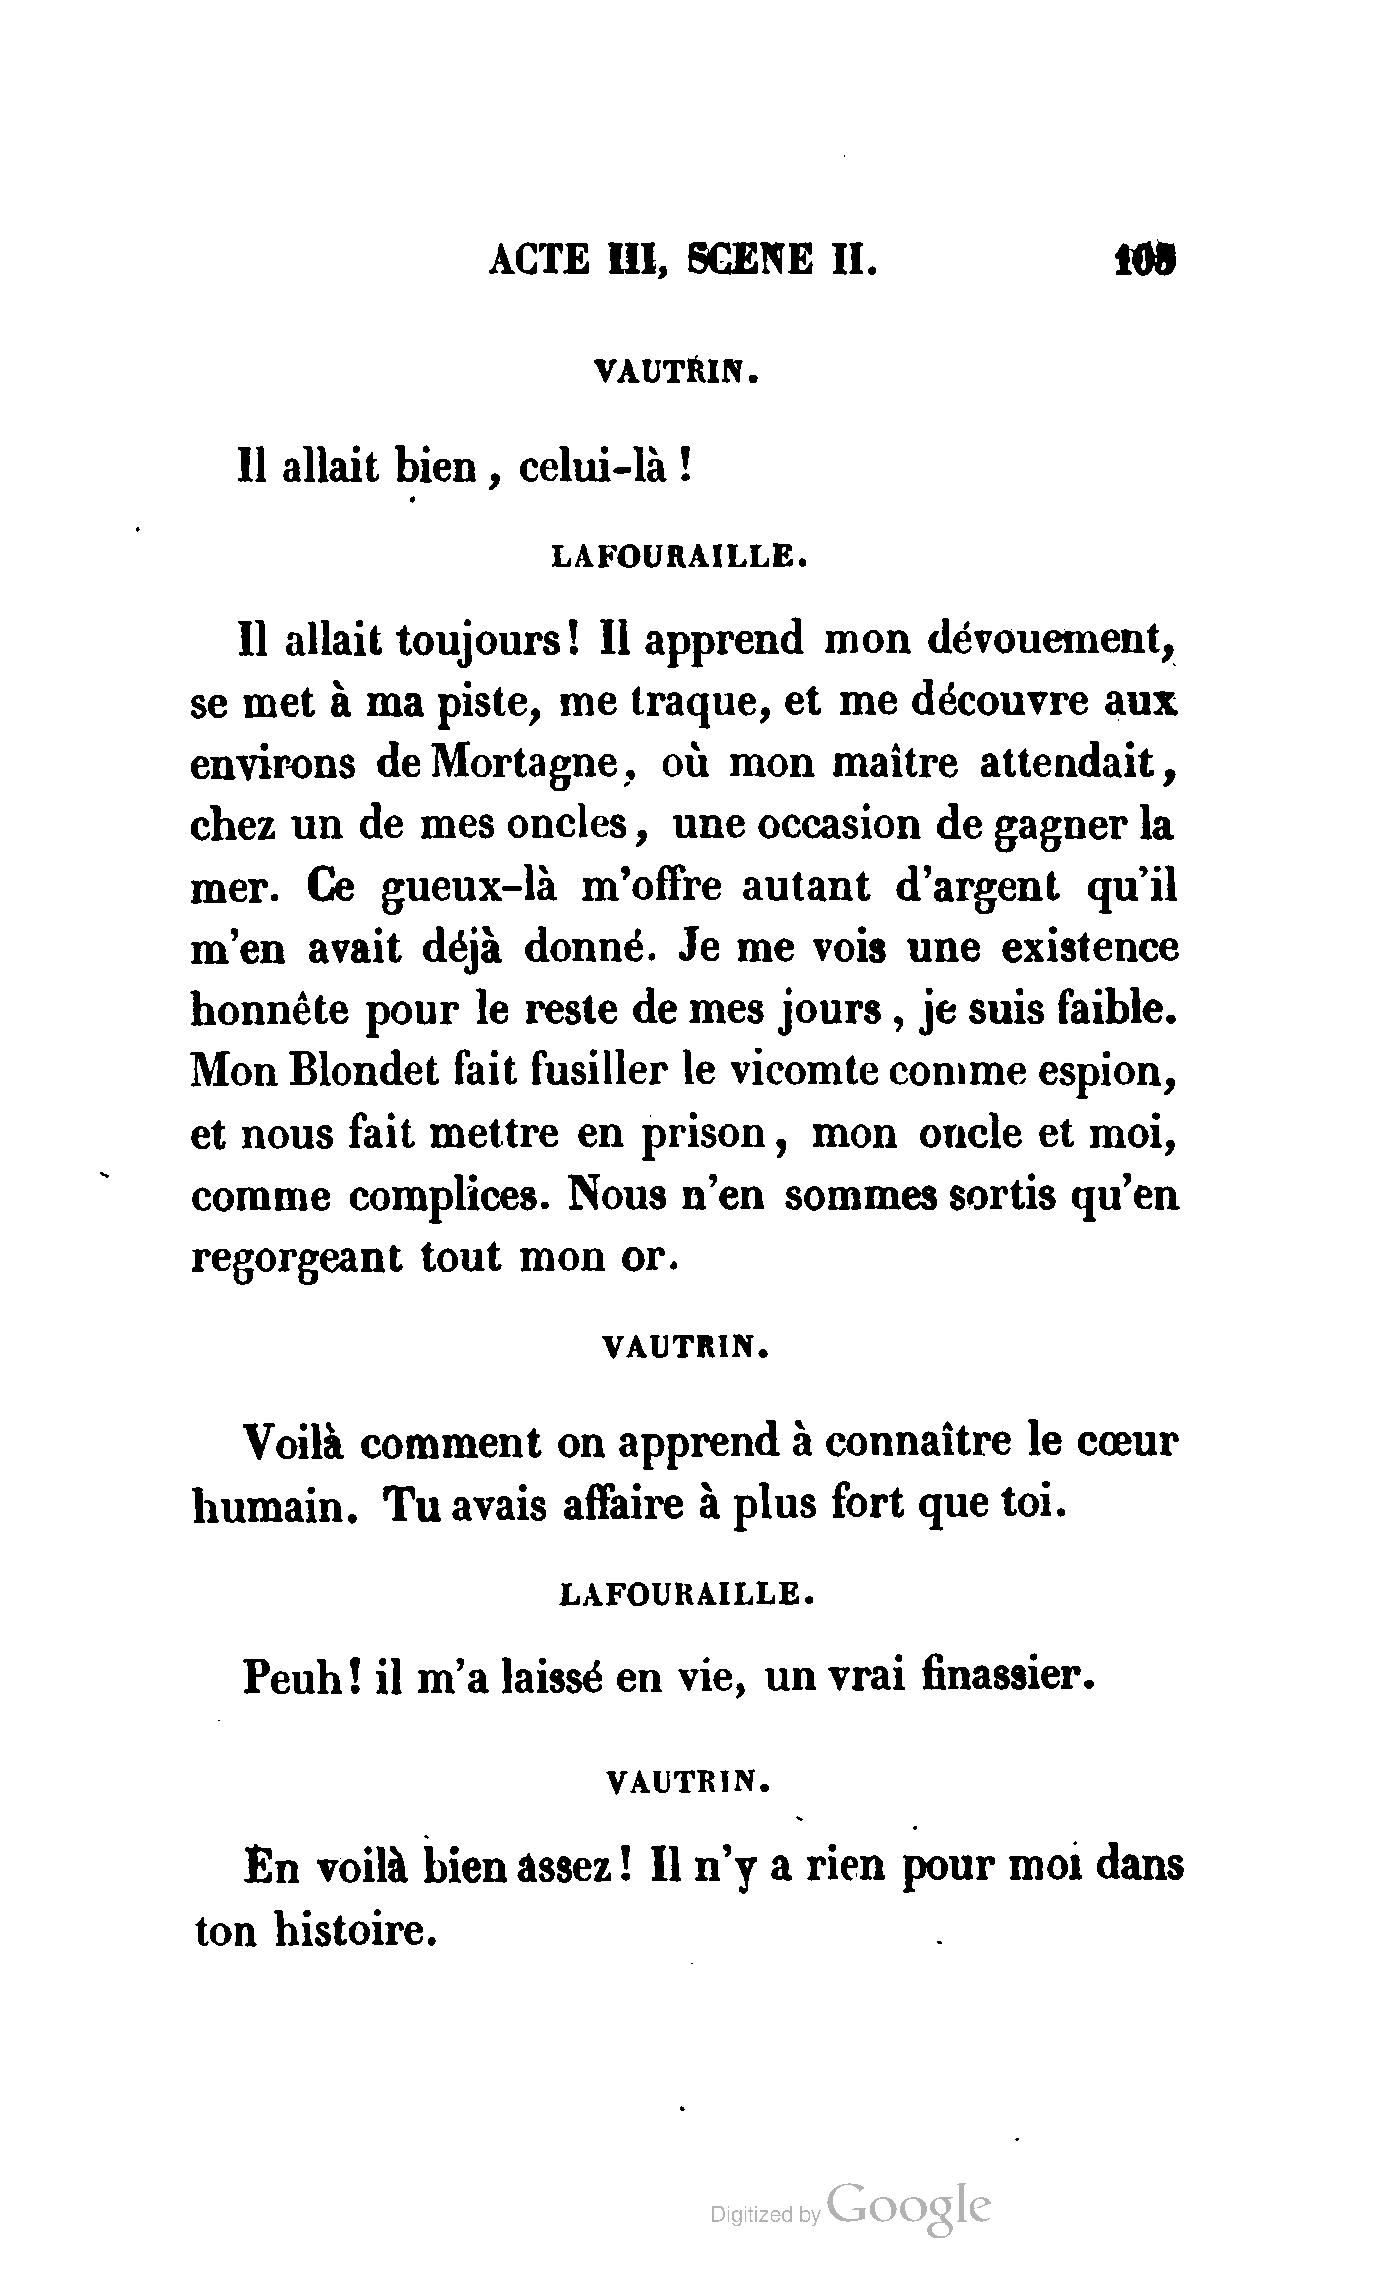 ACTE III, SCENE II. 105
VAUTRIN.
Il allait bien , celui-là !
LAFOURAILLE.
Il allait toujours! Il apprend mon dévouement,
se met à ma piste, me traque, et me découvre aux
environs de Mortagne, où mon maître attendait,
chez un de mes oncles, une occasion de gagner la
mer. Ce gueux-là m'offre autant d'argent qu'il
m'en avait déjà donné. Je me vois une existence
honnête pour le reste de mes jours , je suis faible.
Mon Blondet fait fusiller le vicomte comme espion,
et nous fait mettre en prison, mon oncle et moi,
comme complices. Nous n'en sommes sortis qu'en
regorgeant tout mon or.
VAUTRIN.
Voilà comment on apprend à connaître le cœur
humain. Tu avais affaire à plus fort que toi.
LAFOURAILLE.
Peuh! il m'a laissé en vie, un vrai finassier.
VAUTRIN.
En voilà bien assez! Il n'y a rien pour moi dans
ton histoire.
Digitized by Google